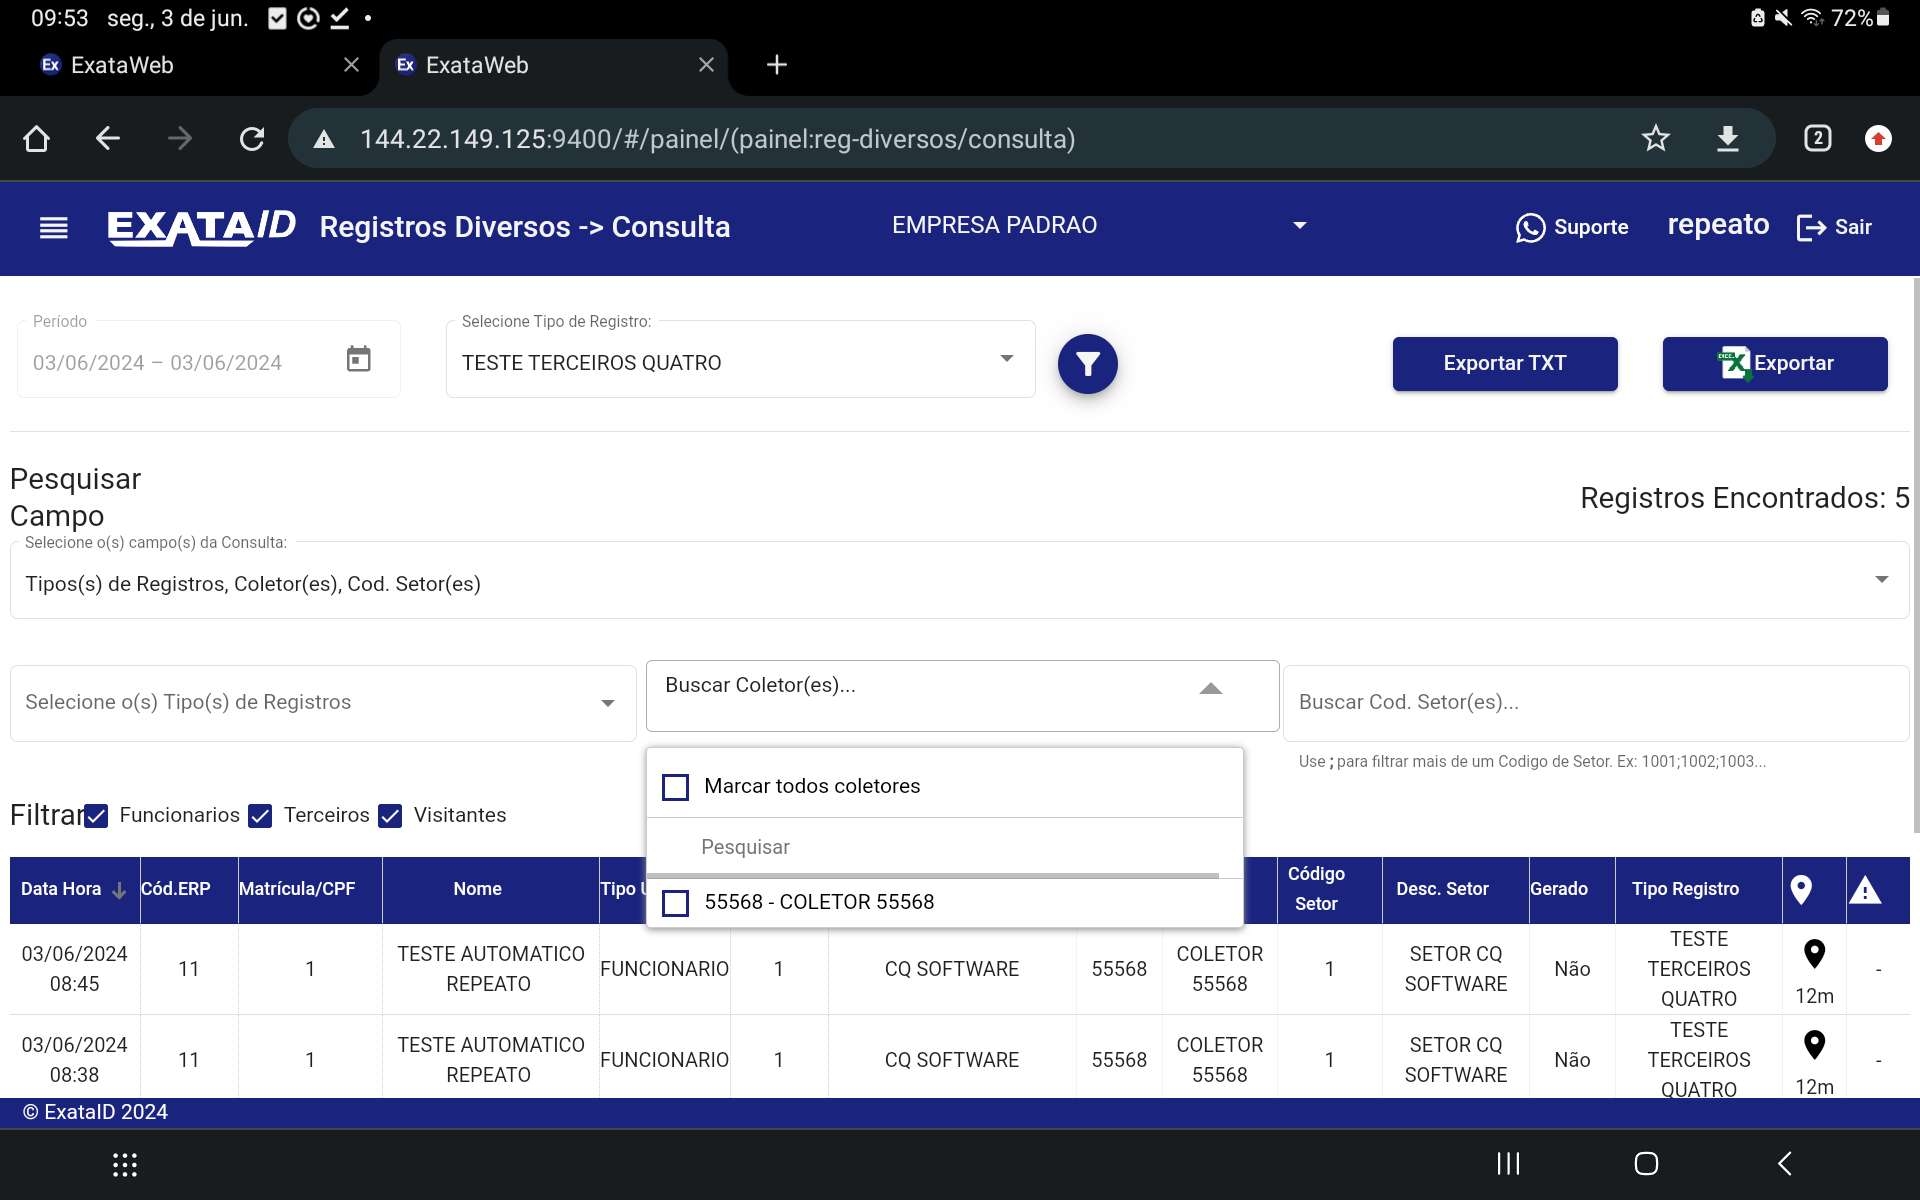 09:53 seg., 3 de jun.
72%
Ex ExataWeb
Ex ExataWeb
144.22.149.125:9400/#/painel/(painel:reg-diversos/consulta)
2
EXATA/D Registros Diversos -> Consulta
EMPRESA PADRAO
Suporte
repeato
Sair
Período
03/06/2024 – 03/06/2024
Selecione Tipo de Registro:
TESTE TERCEIROS QUATRO
Exportar TXT
Exportar
Pesquisar
Campo
Registros Encontrados: 5
Selecione o(s) campo(s) da Consulta:
Tipos(s) de Registros, Coletor(es), Cod. Setor(es)
Selecione o(s) Tipo(s) de Registros
Buscar Coletor(es)...
Buscar Cod. Setor(es)...
Use ; para filtrar mais de um Codigo de Setor. Ex: 1001;1002;1003...
Marcar todos coletores
Pesquisar
55568 - COLETOR 55568
Filtrar Funcionarios Terceiros Visitantes
Data Hora Cód.ERP Matrícula/CPF Nome Tipo Código Setor Desc. Setor Gerado Tipo Registro
03/06/2024 08:45 11 1 TESTE AUTOMATICO REPEATO FUNCIONARIO 1 CQ SOFTWARE 55568 COLETOR 55568 1 SETOR CQ SOFTWARE Não TESTE TERCEIROS QUATRO 12m -
03/06/2024 08:38 11 1 TESTE AUTOMATICO REPEATO FUNCIONARIO 1 CQ SOFTWARE 55568 COLETOR 55568 1 SETOR CQ SOFTWARE Não TESTE TERCEIROS QUATRO 12m -
© ExataID 2024